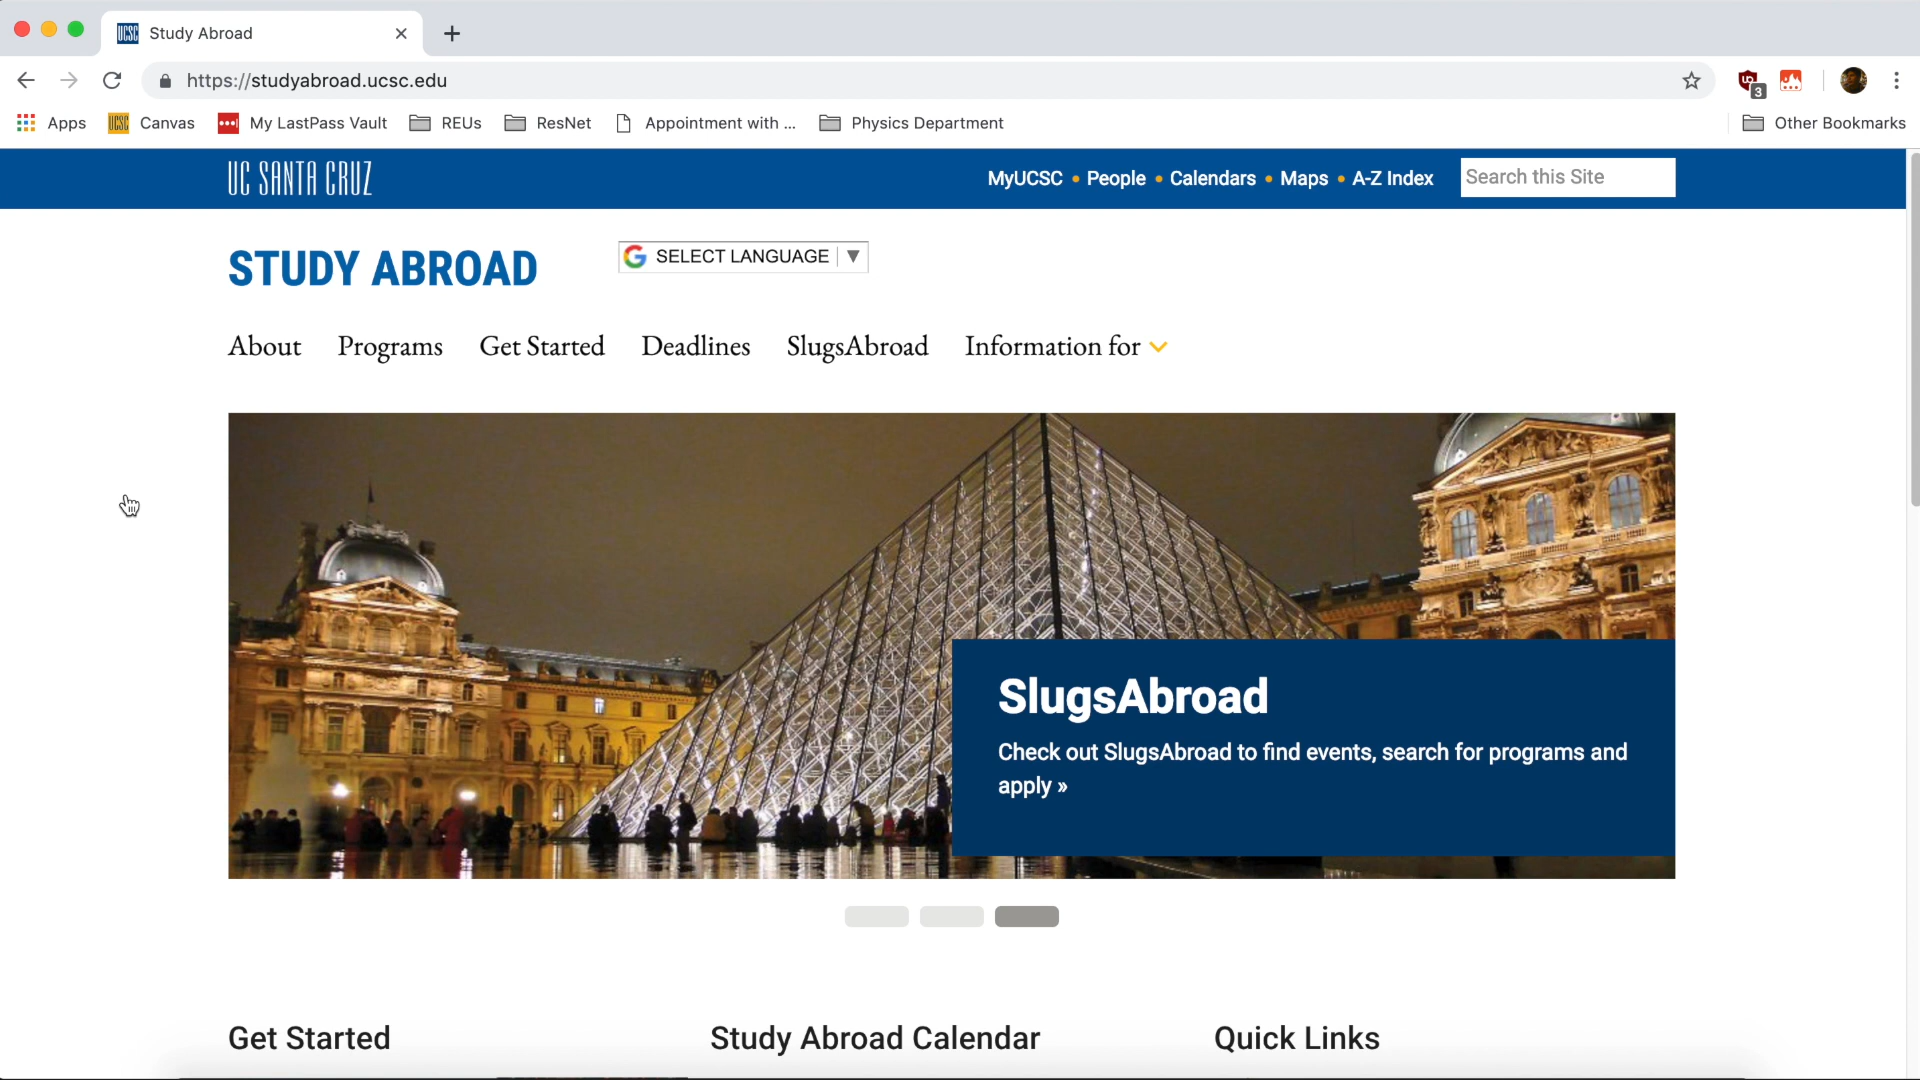 Study Abroad
https://studyabroad.ucsc.edu
3
Apps UCSC Canvas My LastPass Vault REUs ResNet Appointment with ... Physics Department Other Bookmarks
UC SANTA CRUZ MyUCSC • People • Calendars • Maps • A-Z Index Search this Site
STUDY ABROAD G SELECT LANGUAGE ▼
About Programs Get Started Deadlines SlugsAbroad Information for
SlugsAbroad
Check out SlugsAbroad to find events, search for programs and
apply »
Get Started Study Abroad Calendar Quick Links